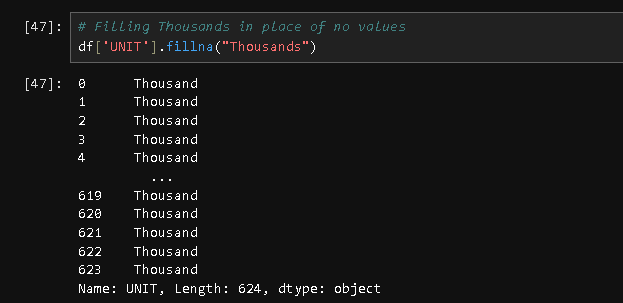 [47]: # Filling Thousands in place of no values
df['UNIT'].fillna("Thousands")
[47]: 0 Thousand
1 Thousand
2 Thousand
3 Thousand
4 Thousand
...
619 Thousand
620 Thousand
621 Thousand
622 Thousand
623 Thousand
Name: UNIT, Length: 624, dtype: object